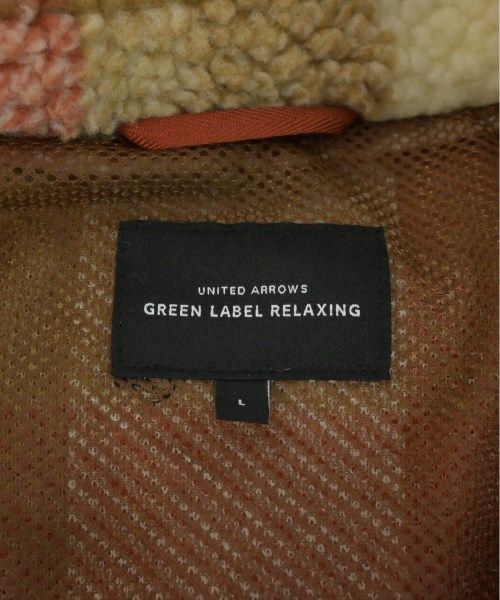 UNITED ARROWS
GREEN LABEL RELAXING
L